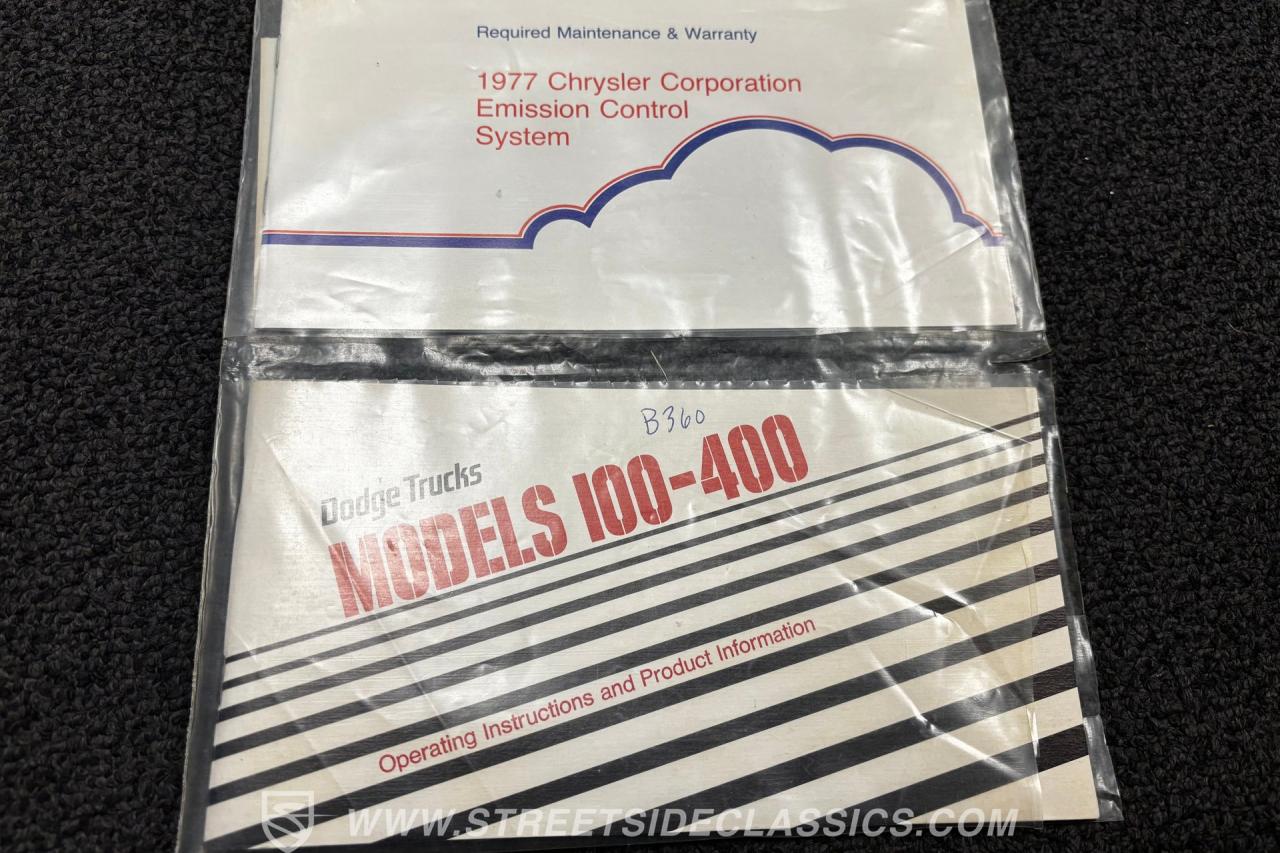 Required Maintenance & Warranty
1977 Chrysler Corporation
Emission Control
System
B360
Dodge Trucks
MODELS 100-400
Operating Instructions and Product Information
WWW.STREETSIDECLASSICS.COM